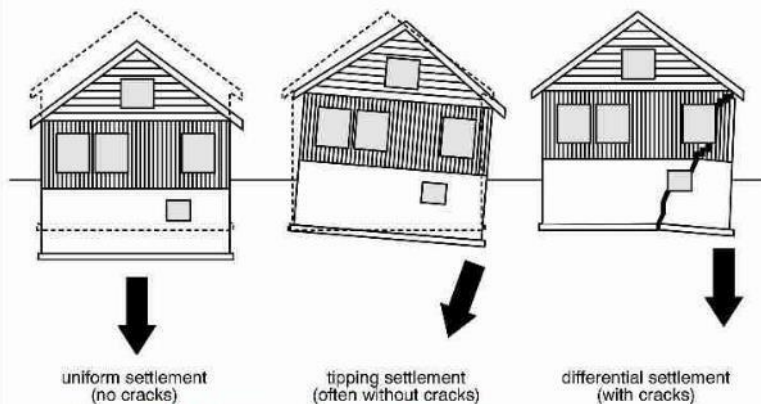 uniform settlement
(no cracks)
tipping settlement
(often without cracks)
differential settlement
(with cracks)